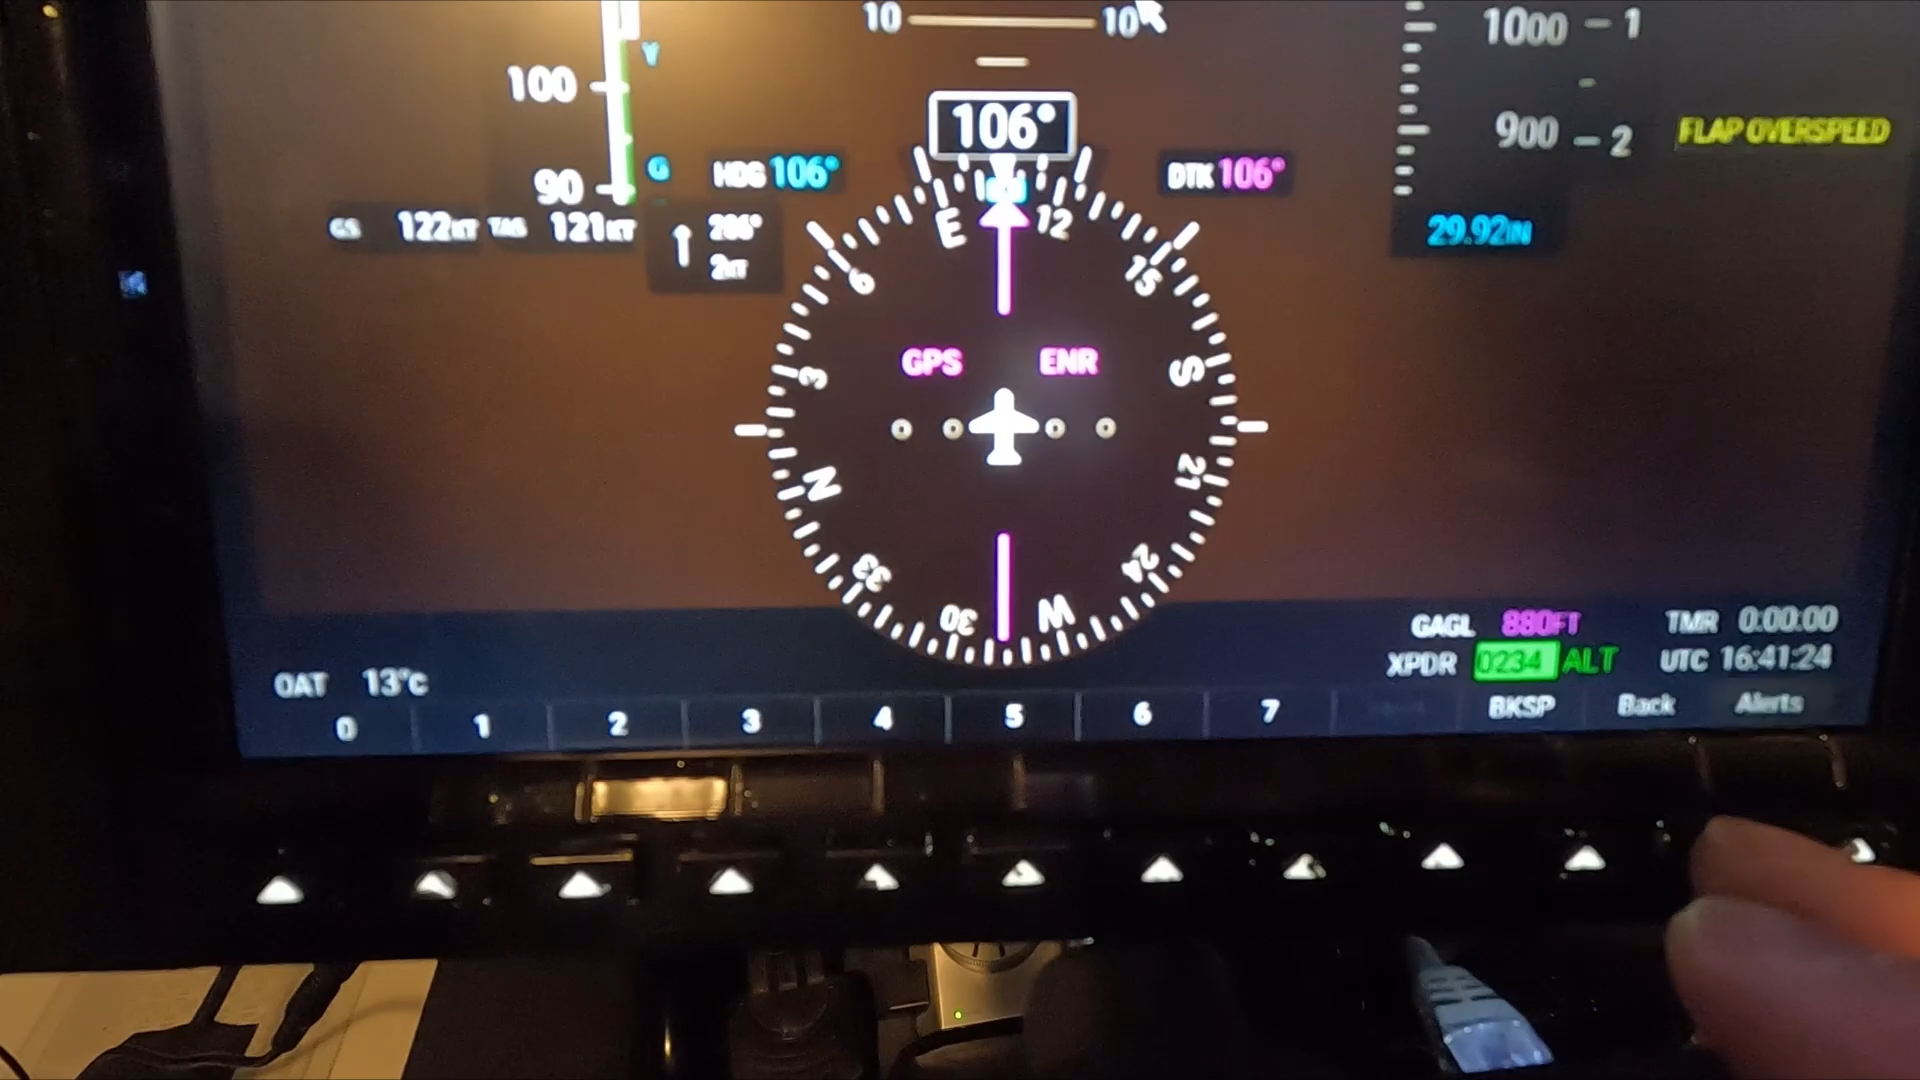 10 10
1000 – 1
Y
100
106°
900 – 2
FLAP OVERSPEED
G
HDG 106°
DTK 106°
90
GS 122KT TAS 121KT
286°
2KT
29.92IN
E
12
6
15
GPS
ENR
3
S
N
21
33
24
30
W
GAGL 880FT
TMR 0:00:00
XPDR 0234 ALT
UTC 16:41:24
OAT 13°C
0 1 2 3 4 5 6 7 BKSP Back Alerts